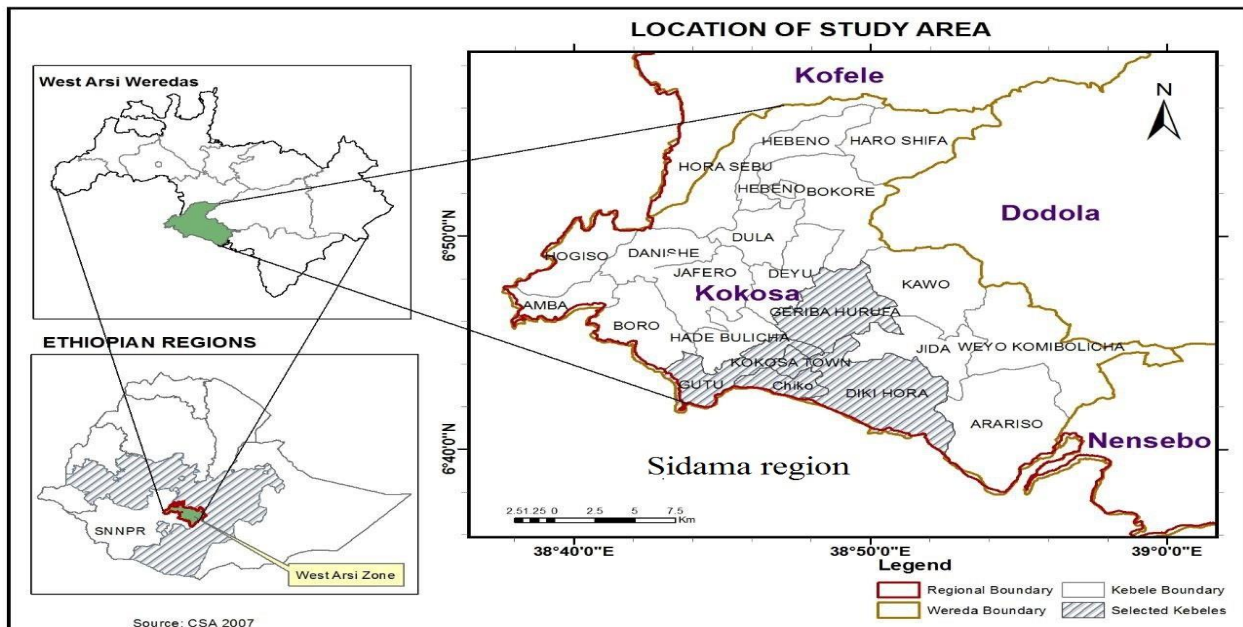 LOCATION OF STUDY AREA
West Arsi Weredas
ETHIOPIAN REGIONS
SNNPR
West Arsi Zone
Source: CSA 2007
Kofele
N
HEBENO
HARO SHIFA
HORA SEBU
HEBENO
BOKORE
Dodola
DULA
HOGISO
DANISHE
JAFERO
DEYU
KAWO
Kokosa
AMBA
GERIBA HURUFA
BORO
HADE BULICHA
JIDA
WEYO KOMIBOLICHA
KOKOSA TOWN
GUTU
Chiko
DIKI HORA
ARARISO
Nensebo
Sidama region
2.51.25 0 2.5 5 7.5
Km
6°50'0"N
6°40'0"N
38°40'0"E
38°50'0"E
39°0'0"E
Legend
Regional Boundary
Kebele Boundary
Wereda Boundary
Selected Kebeles